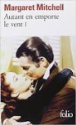 Margaret Mitchell
Autant en emporte
le vent I
folio